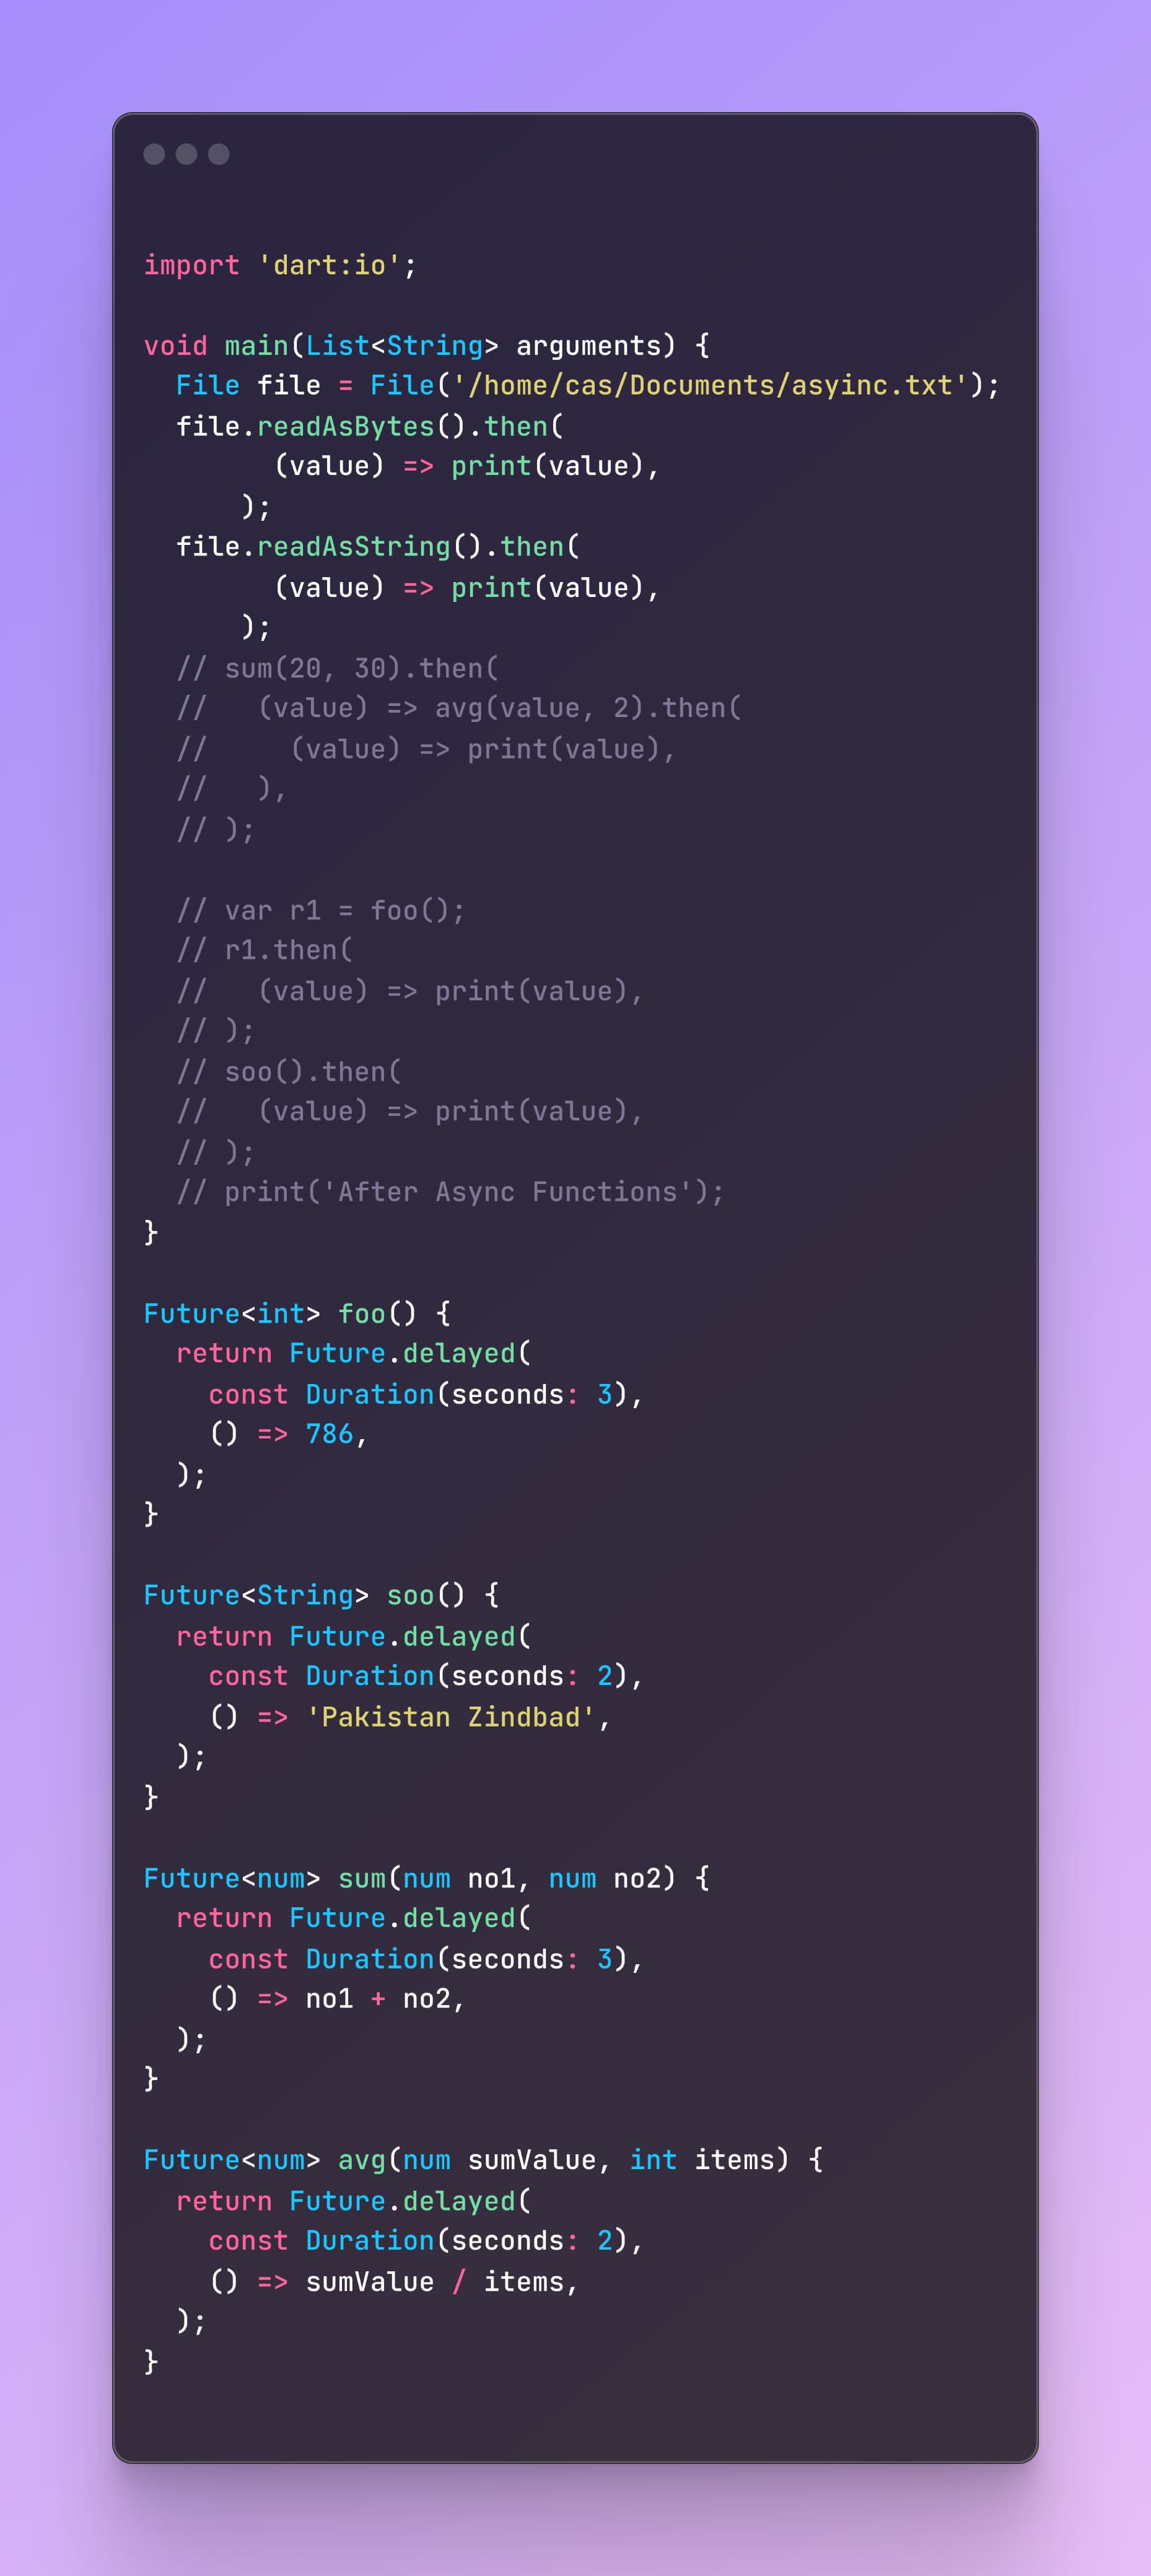 import 'dart:io';

void main(List<String> arguments) {
  File file = File('/home/cas/Documents/asyinc.txt');
  file.readAsBytes().then(
        (value) => print(value),
      );
  file.readAsString().then(
        (value) => print(value),
      );
  // sum(20, 30).then(
  //   (value) => avg(value, 2).then(
  //     (value) => print(value),
  //   ),
  // );

  // var r1 = foo();
  // r1.then(
  //   (value) => print(value),
  // );
  // soo().then(
  //   (value) => print(value),
  // );
  // print('After Async Functions');
}

Future<int> foo() {
  return Future.delayed(
    const Duration(seconds: 3),
    () => 786,
  );
}

Future<String> soo() {
  return Future.delayed(
    const Duration(seconds: 2),
    () => 'Pakistan Zindbad',
  );
}

Future<num> sum(num no1, num no2) {
  return Future.delayed(
    const Duration(seconds: 3),
    () => no1 + no2,
  );
}

Future<num> avg(num sumValue, int items) {
  return Future.delayed(
    const Duration(seconds: 2),
    () => sumValue / items,
  );
}